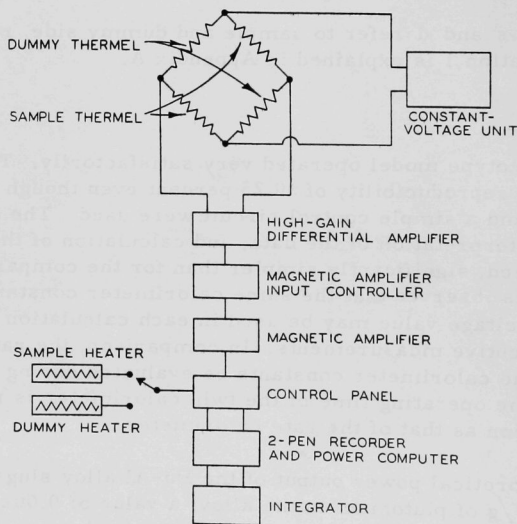 DUMMY THERMEL
SAMPLE THERMEL
CONSTANT-
VOLTAGE UNIT
HIGH-GAIN
DIFFERENTIAL AMPLIFIER
MAGNETIC AMPLIFIER
INPUT CONTROLLER
MAGNETIC AMPLIFIER
SAMPLE HEATER
CONTROL PANEL
DUMMY HEATER
2-PEN RECORDER
AND POWER COMPUTER
INTEGRATOR